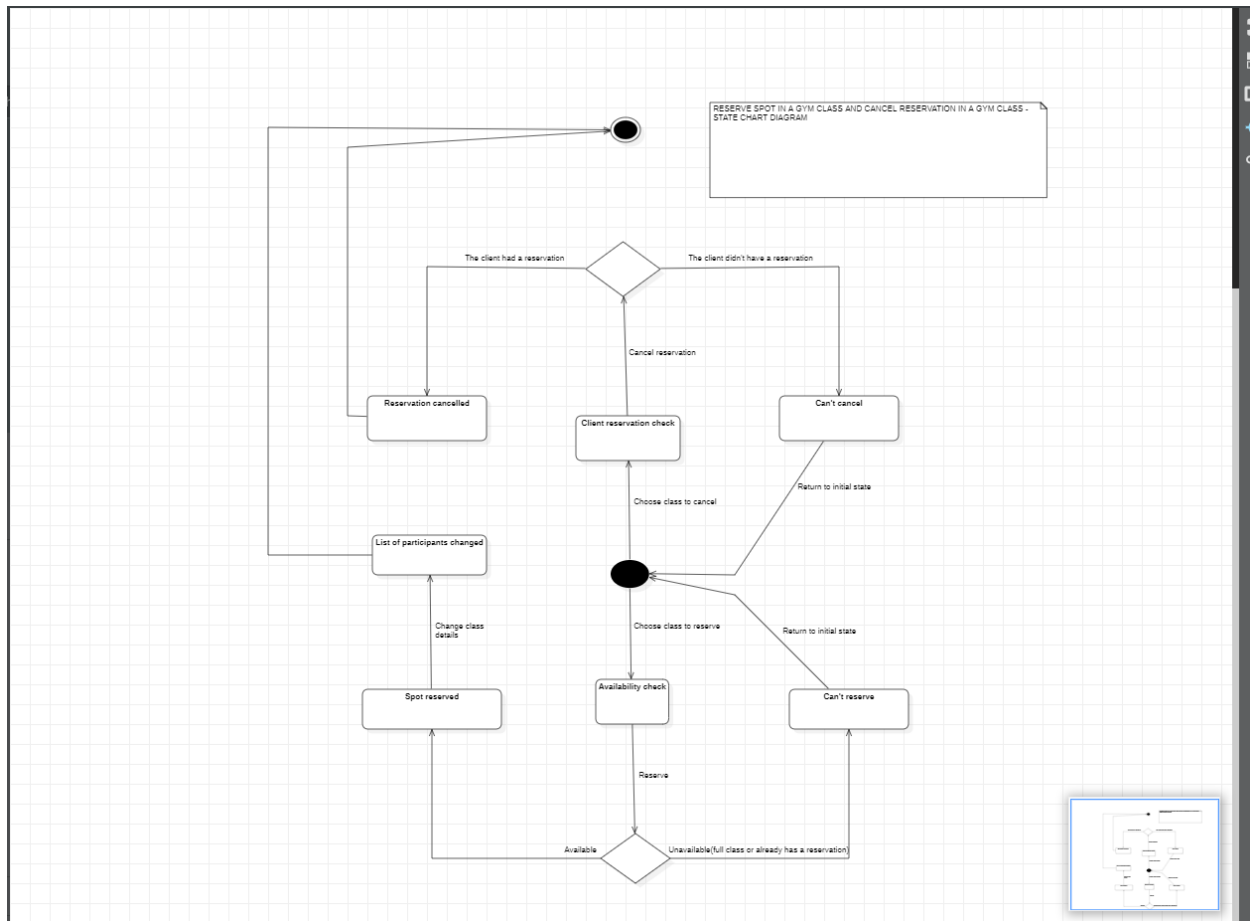 RESERVE SPOT IN A GYM CLASS AND CANCEL RESERVATION IN A GYM CLASS -
STATE CHART DIAGRAM
The client had a reservation
The client didn't have a reservation
Cancel reservation
Reservation cancelled
Can't cancel
Client reservation check
Return to initial state
Choose class to cancel
List of participants changed
Choose class to reserve
Change class
details
Return to initial state
Availability check
Spot reserved
Can't reserve
Reserve
Available
Unavailable(full class or already has a reservation)